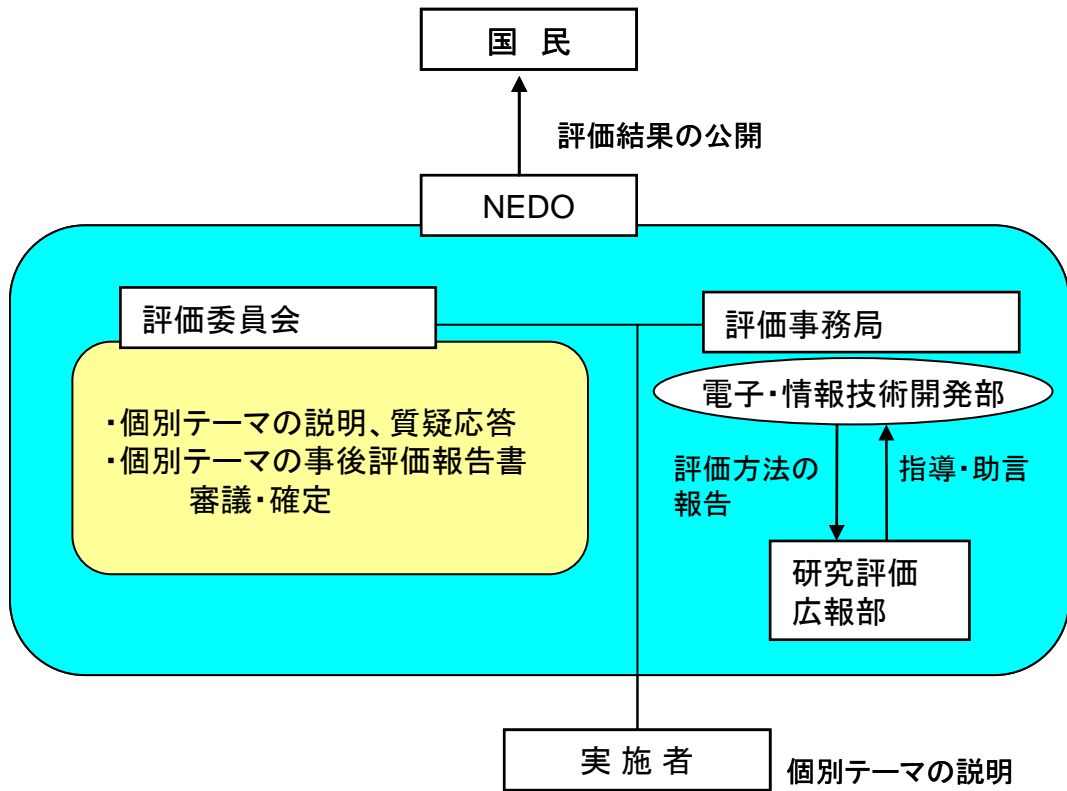 国 民
評価結果の公開
NEDO
評価委員会
・個別テーマの説明、質疑応答
・個別テーマの事後評価報告書
審議・確定
評価事務局
電子・情報技術開発部
評価方法の
報告
指導・助言
研究評価
広報部
実 施 者
個別テーマの説明